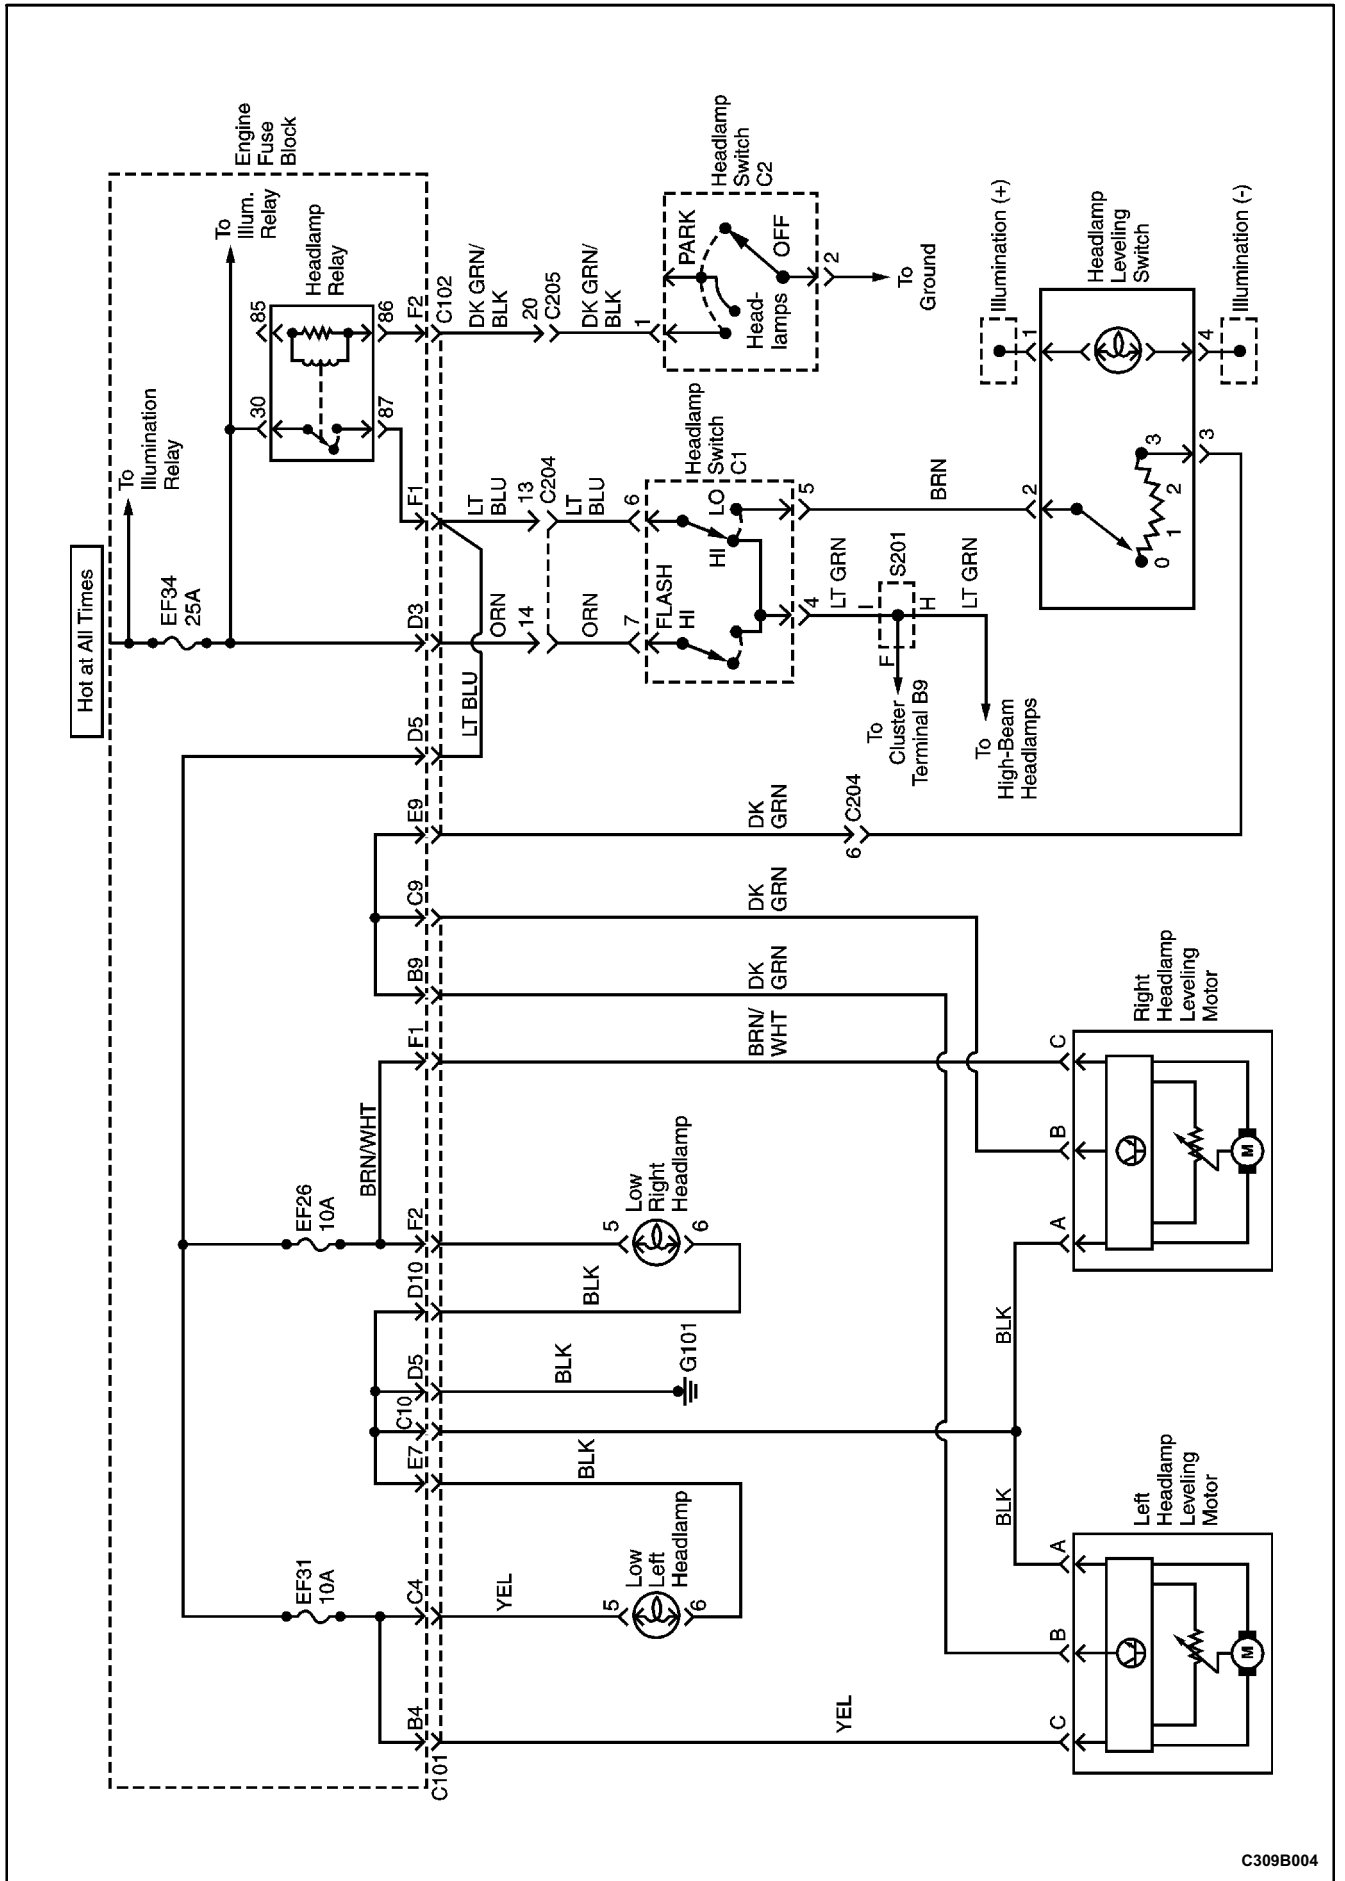 Hot at All Times
To
Illumination
Relay
EF34
25A
To
Illum.
Relay
Engine
Fuse
Block
Headlamp
Relay
30
85
87
86
D5
D3
F1
F2
C102
LT BLU
ORN
14
ORN
7
LT
BLU
13
C204
LT
BLU
6
DK GRN/
BLK
20
C205
DK GRN/
BLK
1
FLASH
HI
HI
LO
Headlamp
Switch
C1
4
5
PARK
OFF
Head-
lamps
Headlamp
Switch
C2
2
To
Ground
LT GRN
I
S201
F
H
LT GRN
To
Cluster
Terminal B9
To
High-Beam
Headlamps
BRN
2
1
Illumination (+)
Headlamp
Leveling
Switch
0
1
2
3
3
4
Illumination (-)
E9
DK
GRN
6
C204
C9
DK
GRN
B9
DK
GRN
F1
BRN/
WHT
BRN/WHT
EF26
10A
F2
5
Low
Right
Headlamp
6
D10
BLK
D5
BLK
G101
C10
E7
BLK
EF31
10A
C4
YEL
5
Low
Left
Headlamp
6
B4
C101
YEL
BLK
BLK
C
B
A
Right
Headlamp
Leveling
Motor
M
C
B
A
Left
Headlamp
Leveling
Motor
M
C309B004